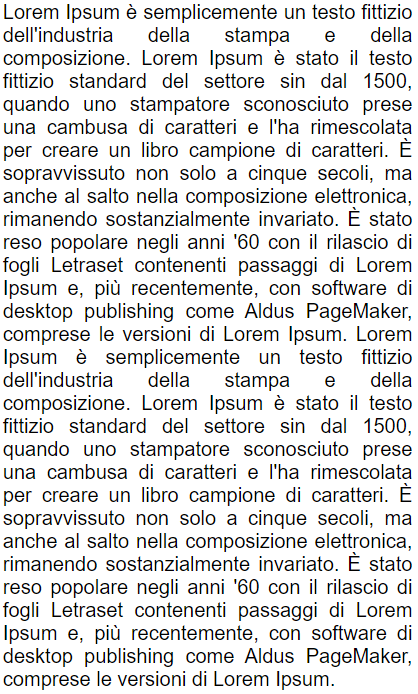 Lorem Ipsum è semplicemente un testo fittizio
dell'industria della stampa e della
composizione. Lorem Ipsum è stato il testo
fittizio standard del settore sin dal 1500,
quando uno stampatore sconosciuto prese
una cambusa di caratteri e l'ha rimescolata
per creare un libro campione di caratteri. È
sopravvissuto non solo a cinque secoli, ma
anche al salto nella composizione elettronica,
rimanendo sostanzialmente invariato. È stato
reso popolare negli anni '60 con il rilascio di
fogli Letraset contenenti passaggi di Lorem
Ipsum e, più recentemente, con software di
desktop publishing come Aldus PageMaker,
comprese le versioni di Lorem Ipsum. Lorem
Ipsum è semplicemente un testo fittizio
dell'industria della stampa e della
composizione. Lorem Ipsum è stato il testo
fittizio standard del settore sin dal 1500,
quando uno stampatore sconosciuto prese
una cambusa di caratteri e l'ha rimescolata
per creare un libro campione di caratteri. È
sopravvissuto non solo a cinque secoli, ma
anche al salto nella composizione elettronica,
rimanendo sostanzialmente invariato. È stato
reso popolare negli anni '60 con il rilascio di
fogli Letraset contenenti passaggi di Lorem
Ipsum e, più recentemente, con software di
desktop publishing come Aldus PageMaker,
comprese le versioni di Lorem Ipsum.